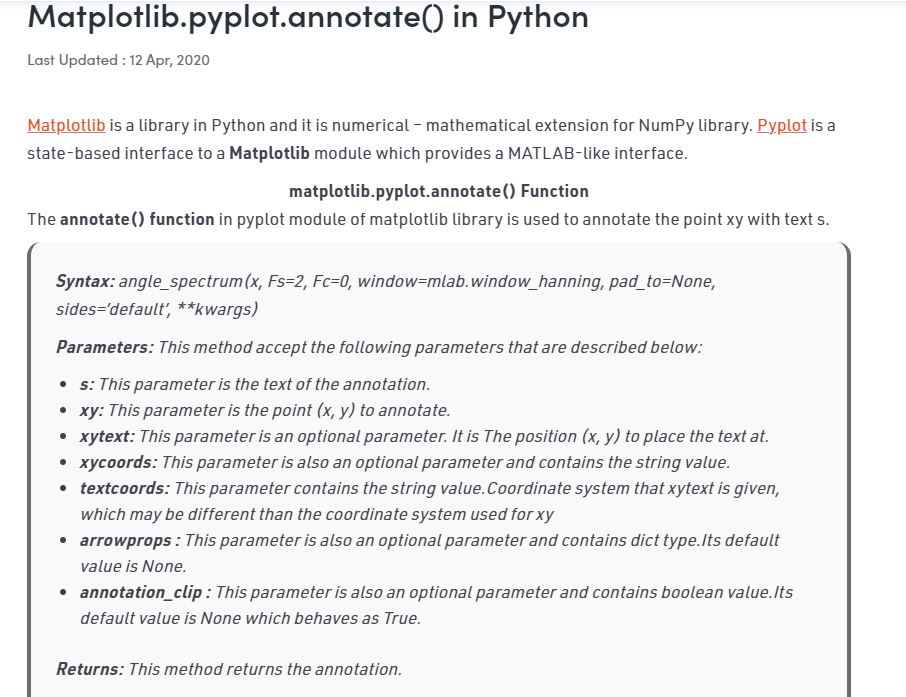 Matplotlib.pyplot.annotate() in Python
Last Updated : 12 Apr, 2020
Matplotlib is a library in Python and it is numerical – mathematical extension for NumPy library. Pyplot is a
state-based interface to a Matplotlib module which provides a MATLAB-like interface.
matplotlib.pyplot.annotate() Function
The annotate() function in pyplot module of matplotlib library is used to annotate the point xy with text s.
Syntax: angle_spectrum(x, Fs=2, Fc=0, window=mlab.window_hanning, pad_to=None,
sides='default', **kwargs)
Parameters: This method accept the following parameters that are described below:
• s: This parameter is the text of the annotation.
• xy: This parameter is the point (x, y) to annotate.
• xytext: This parameter is an optional parameter. It is The position (x, y) to place the text at.
• xycoords: This parameter is also an optional parameter and contains the string value.
• textcoords: This parameter contains the string value.Coordinate system that xytext is given,
which may be different than the coordinate system used for xy
• arrowprops : This parameter is also an optional parameter and contains dict type.Its default
value is None.
• annotation_clip : This parameter is also an optional parameter and contains boolean value.Its
default value is None which behaves as True.
Returns: This method returns the annotation.